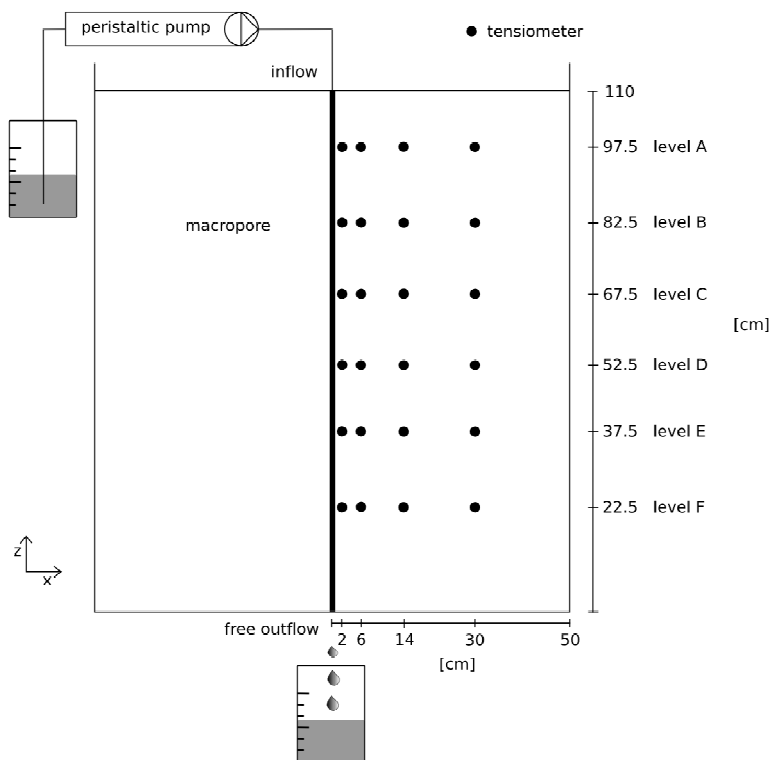 peristaltic pump
tensiometer
inflow
110
97.5 level A
macropore
82.5 level B
67.5 level C
[cm]
52.5 level D
37.5 level E
22.5 level F
z
x
free outflow
2 6 14 30 50
[cm]